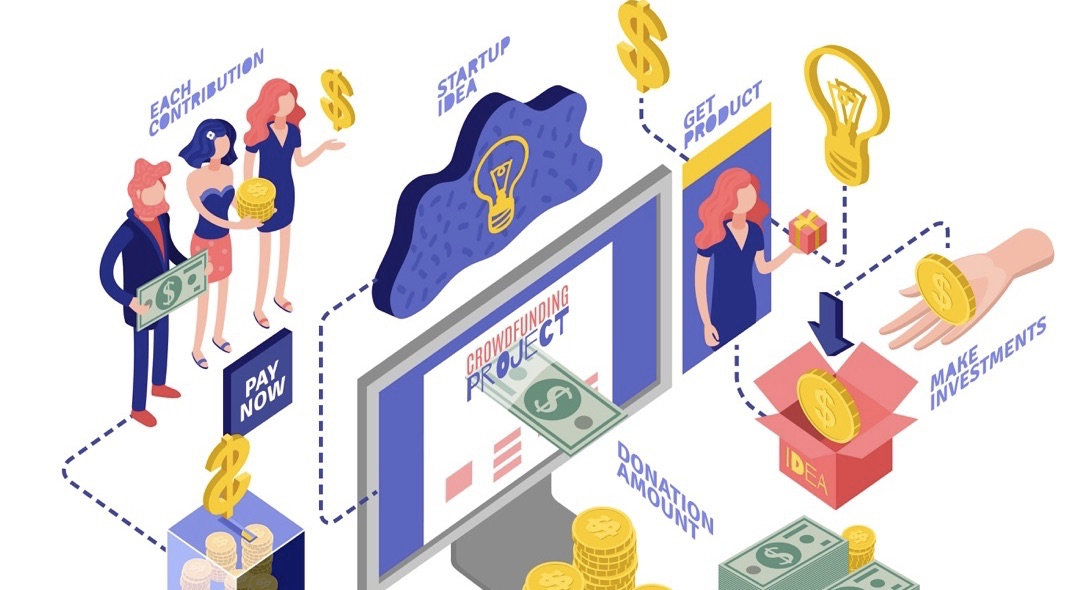 EACH
CONTRIBUTION
STARTUP
IDEA
GET
PRODUCT
CROWDFUNDING
PROJECT
PAY
NOW
MAKE
INVESTMENTS
IDEA
DONATION
AMOUNT